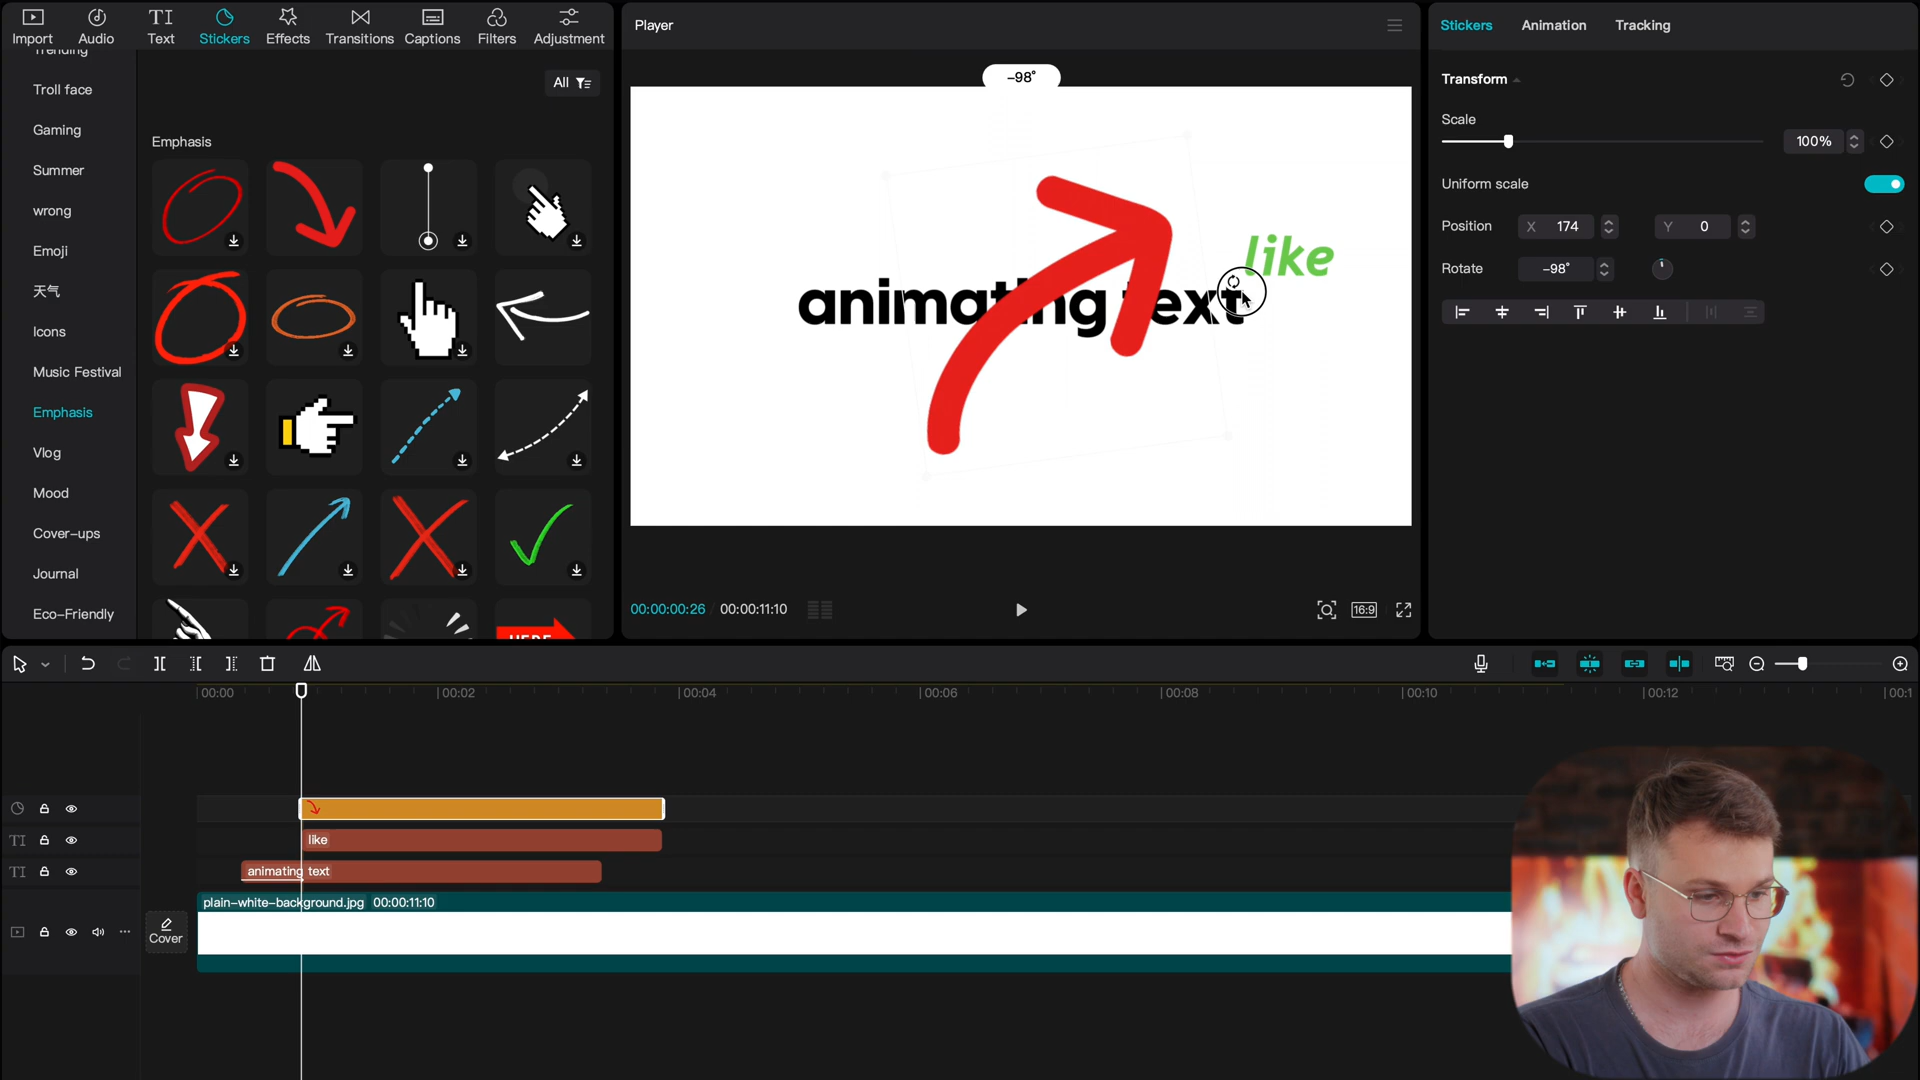 Import Audio Text Stickers Effects Transitions Captions Filters Adjustment
Trending
Troll face
Gaming
Summer
wrong
Emoji
天气
Icons
Music Festival
Emphasis
Vlog
Mood
Cover-ups
Journal
Eco-Friendly
All
Emphasis
HERE
Player
-98°
like
animating text
00:00:00:26 / 00:00:11:10
16:9
Stickers Animation Tracking
Transform
Scale
100%
Uniform scale
Position X 174 Y 0
Rotate -98°
00:00 00:02 00:04 00:06 00:08 00:10 00:12 00:1
like
animating text
plain-white-background.jpg 00:00:11:10
Cover